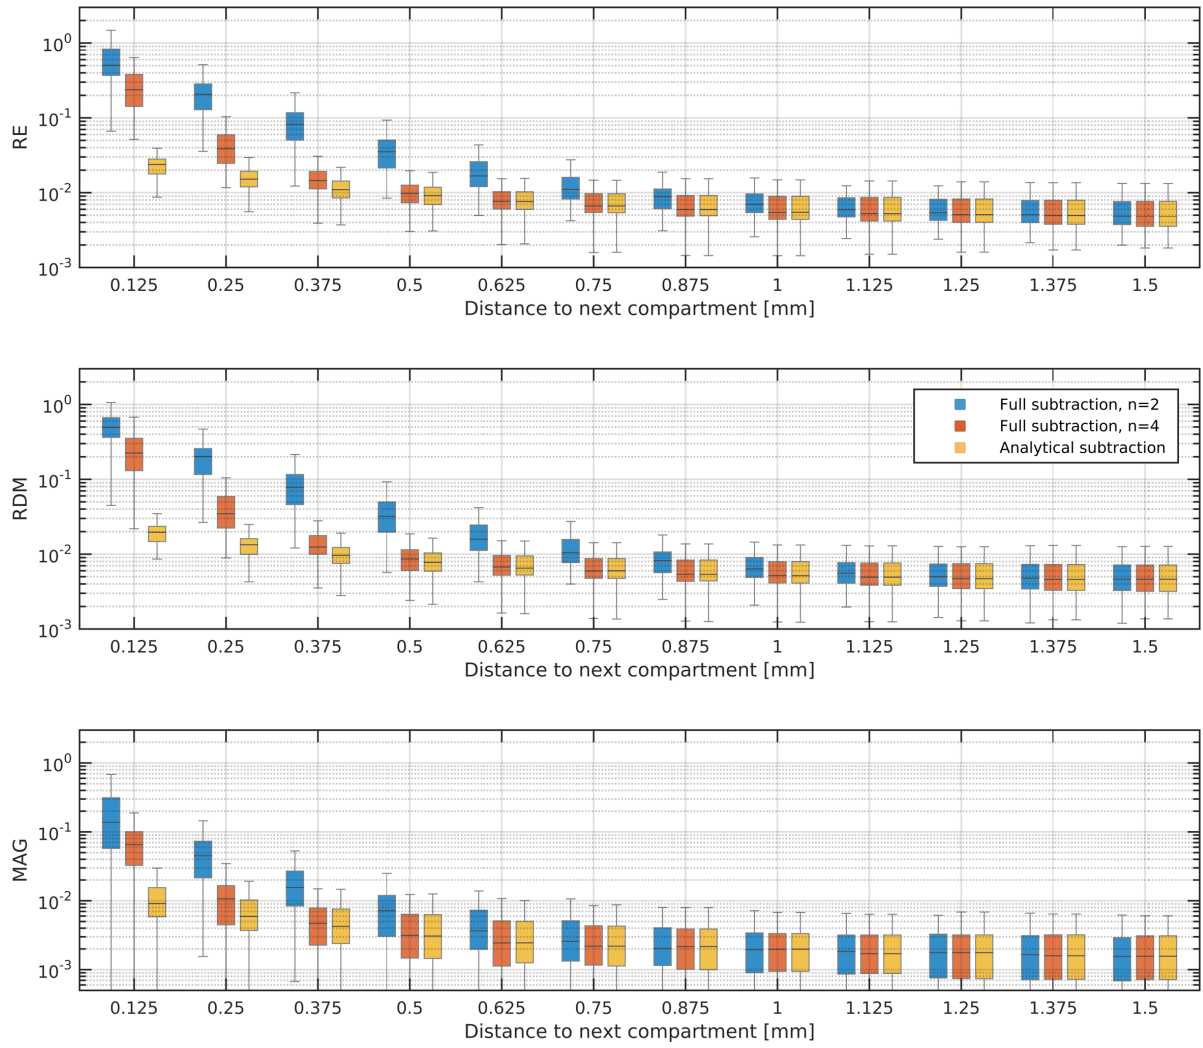 10^0
10^-1
10^-2
10^-3
RE
0.125 0.25 0.375 0.5 0.625 0.75 0.875 1 1.125 1.25 1.375 1.5
Distance to next compartment [mm]
10^0
10^-1
10^-2
10^-3
RDM
Full subtraction, n=2
Full subtraction, n=4
Analytical subtraction
0.125 0.25 0.375 0.5 0.625 0.75 0.875 1 1.125 1.25 1.375 1.5
Distance to next compartment [mm]
10^0
10^-1
10^-2
10^-3
MAG
0.125 0.25 0.375 0.5 0.625 0.75 0.875 1 1.125 1.25 1.375 1.5
Distance to next compartment [mm]